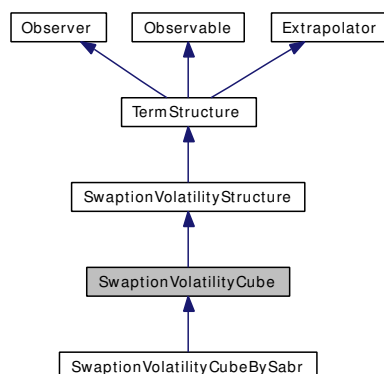 Observer Observable Extrapolator
TermStructure
SwaptionVolatilityStructure
SwaptionVolatilityCube
SwaptionVolatilityCubeBySabr